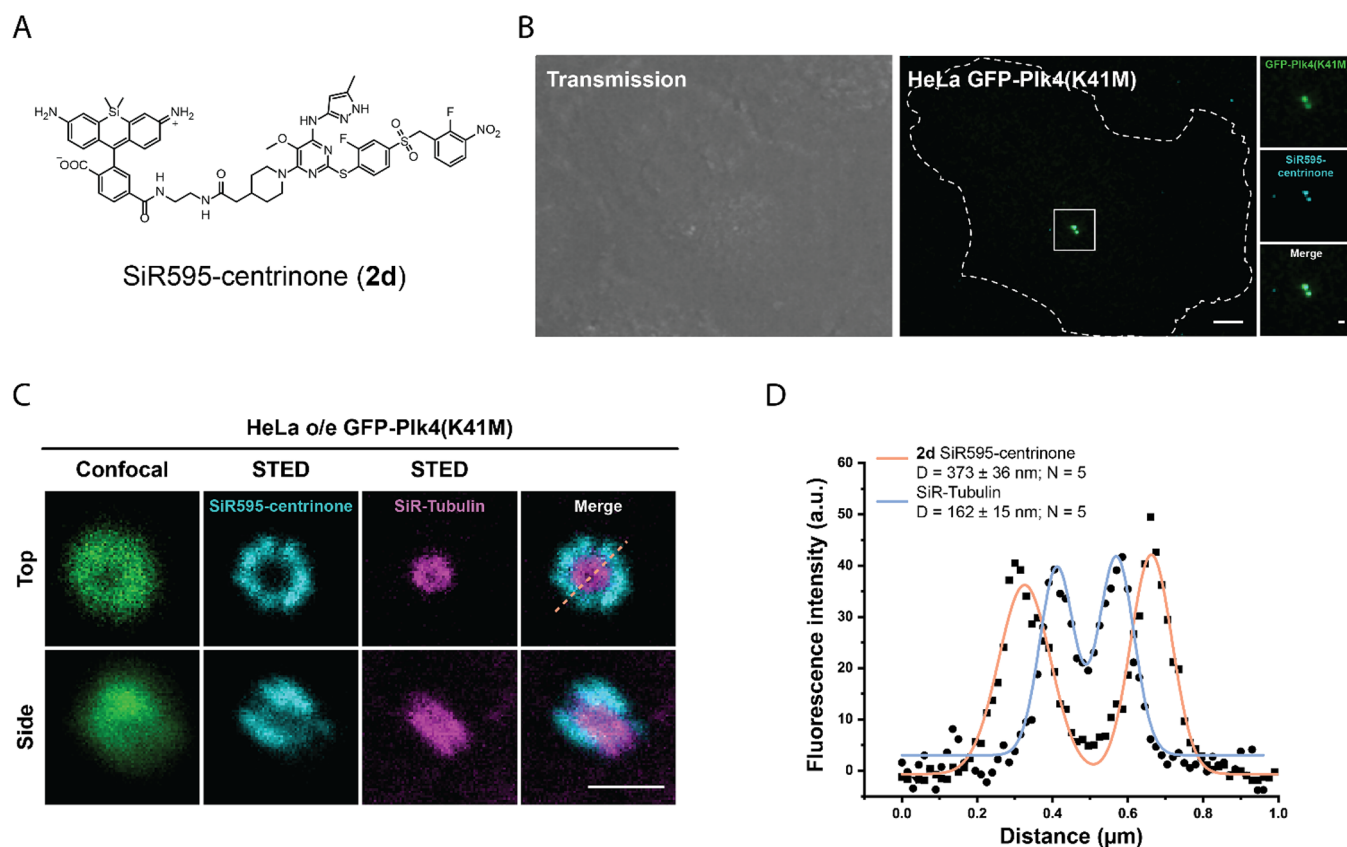 A
H₂N
Si
NH₂
+
⁻OOC
O
N
H
H
N
O
N
N
N
HN
O
N
NH
S
F
O
S
O
F
NO₂
SiR595-centrinone (2d)
B
Transmission
HeLa GFP-Plk4(K41M)
GFP-Plk4(K41M
SiR595-
centrinone
Merge
C
HeLa o/e GFP-Plk4(K41M)
Confocal
STED
STED
SiR595-centrinone
SiR-Tubulin
Merge
Top
Side
D
2d SiR595-centrinone
D = 373 ± 36 nm; N = 5
SiR-Tubulin
D = 162 ± 15 nm; N = 5
Fluorescence intensity (a.u.)
60
50
40
30
20
10
0
0.0
0.2
0.4
0.6
0.8
1.0
Distance (µm)